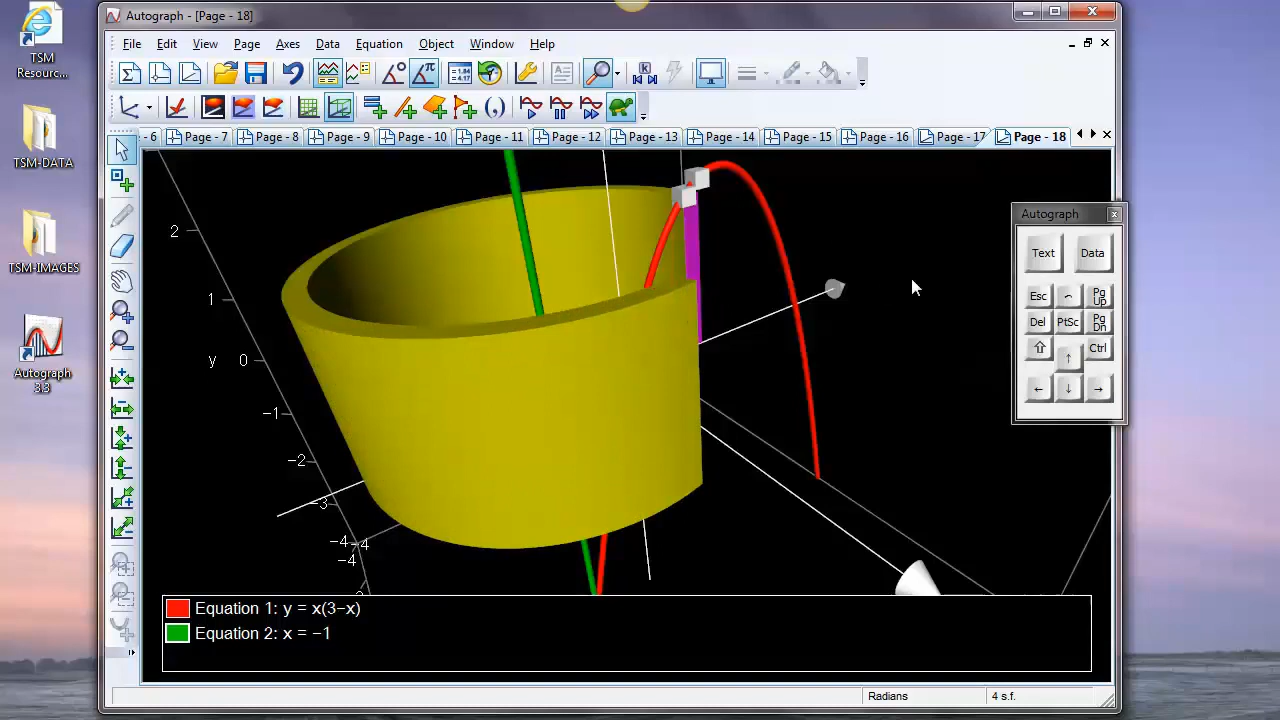 TSM
Resourc...
TSM-DATA
TSM-IMAGES
Autograph
3.3
Autograph - [Page - 18]
File Edit View Page Axes Data Equation Object Window Help
- 6 Page - 7 Page - 8 Page - 9 Page - 10 Page - 11 Page - 12 Page - 13 Page - 14 Page - 15 Page - 16 Page - 17 Page - 18
2
1
y 0
−1
−2
−3
−4 −4
−4
Equation 1: y = x(3−x)
Equation 2: x = −1
Radians 4 s.f.
Autograph
Text Data
Esc Pg UP
Del PtSc Pg Dn
Ctrl